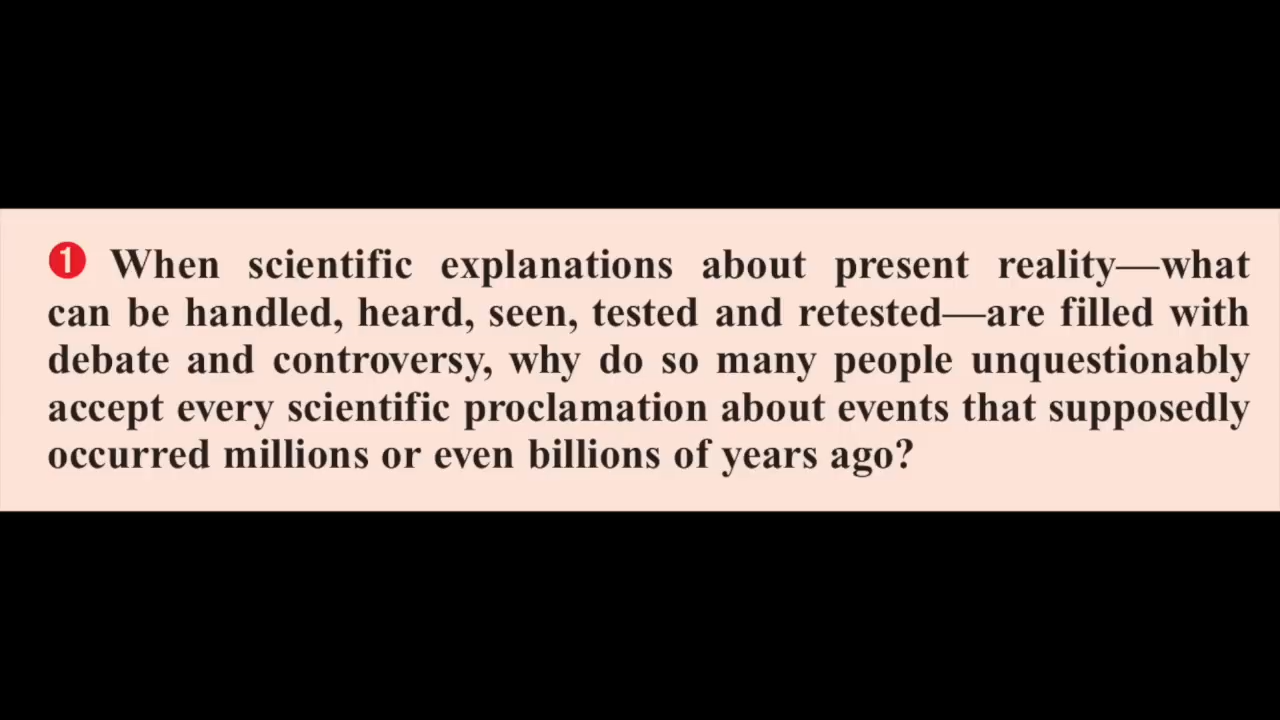 1 When scientific explanations about present reality—what
can be handled, heard, seen, tested and retested—are filled with
debate and controversy, why do so many people unquestionably
accept every scientific proclamation about events that supposedly
occurred millions or even billions of years ago?